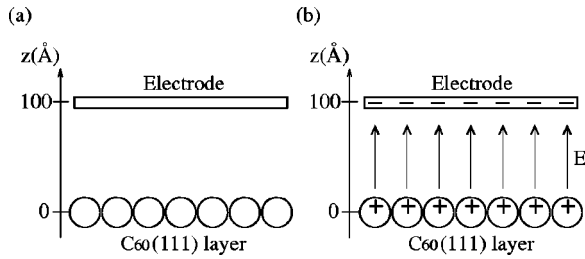 (a)
z(Å)
Electrode
100
0
C60(111) layer
(b)
z(Å)
Electrode
100
E
0
+ + + + + + +
C60(111) layer